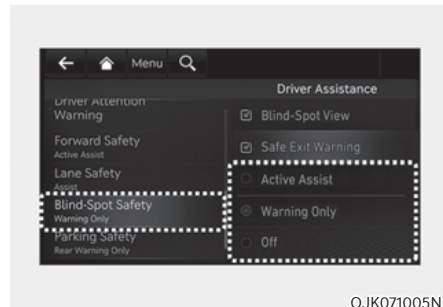 Menu
Driver Assistance
Driver Attention
Warning
Forward Safety
Active Assist
Lane Safety
Assist
Blind-Spot Safety
Warning Only
Parking Safety
Rear Warning Only
Blind-Spot View
Safe Exit Warning
Active Assist
Warning Only
Off
OJK071005N